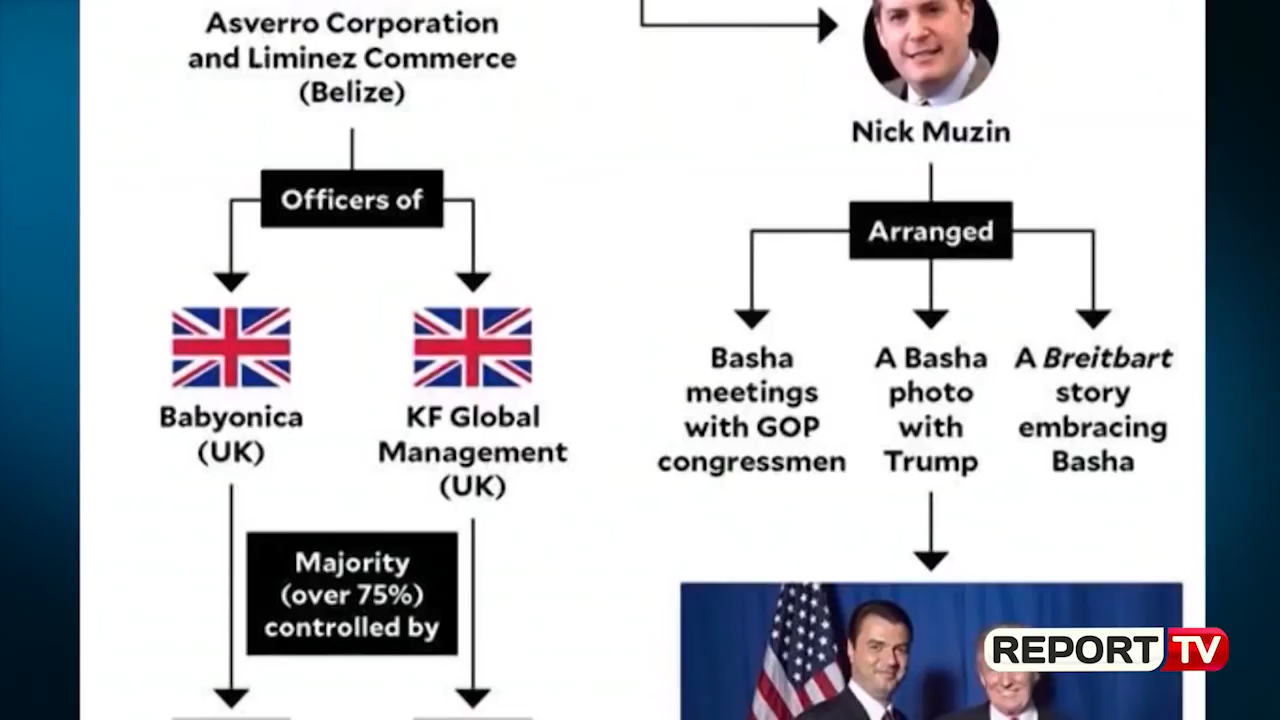 Asverro Corporation
and Liminez Commerce
(Belize)
Officers of
Babyonica
(UK)
KF Global
Management
(UK)
Majority
(over 75%)
controlled by
Nick Muzin
Arranged
Basha
meetings
with GOP
congressmen
A Basha
photo
with
Trump
A Breitbart
story
embracing
Basha
REPORT TV